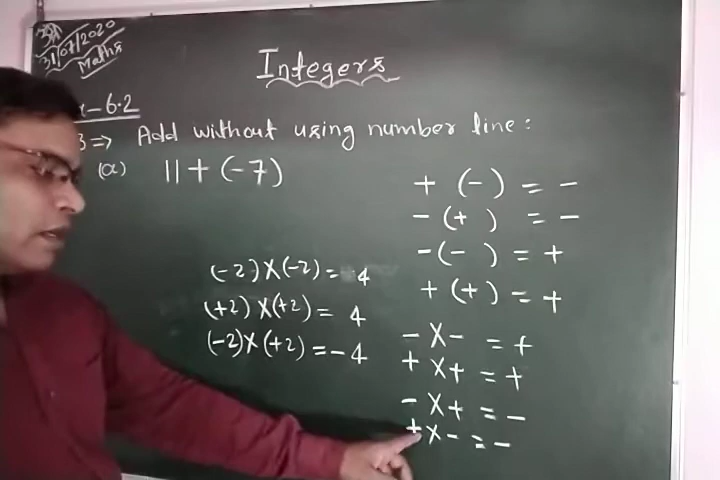 31/07/2020
Maths
Integers
- 6.2
3 ⇒ Add without using number line :
(a) 11 + (-7)
+ (-) = -
- (+ ) = -
- (- ) = +
+ (+) = +
(-2) X (-2) = 4
(+2) X (+2) = 4
(-2) X (+2) = - 4
- X - = +
+ X + = +
- X + = -
+ X - = -